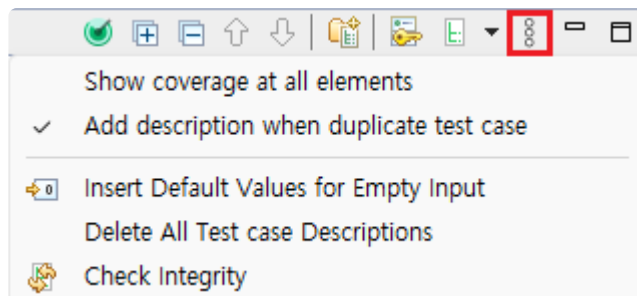 Show coverage at all elements
Add description when duplicate test case
Insert Default Values for Empty Input
Delete All Test case Descriptions
Check Integrity